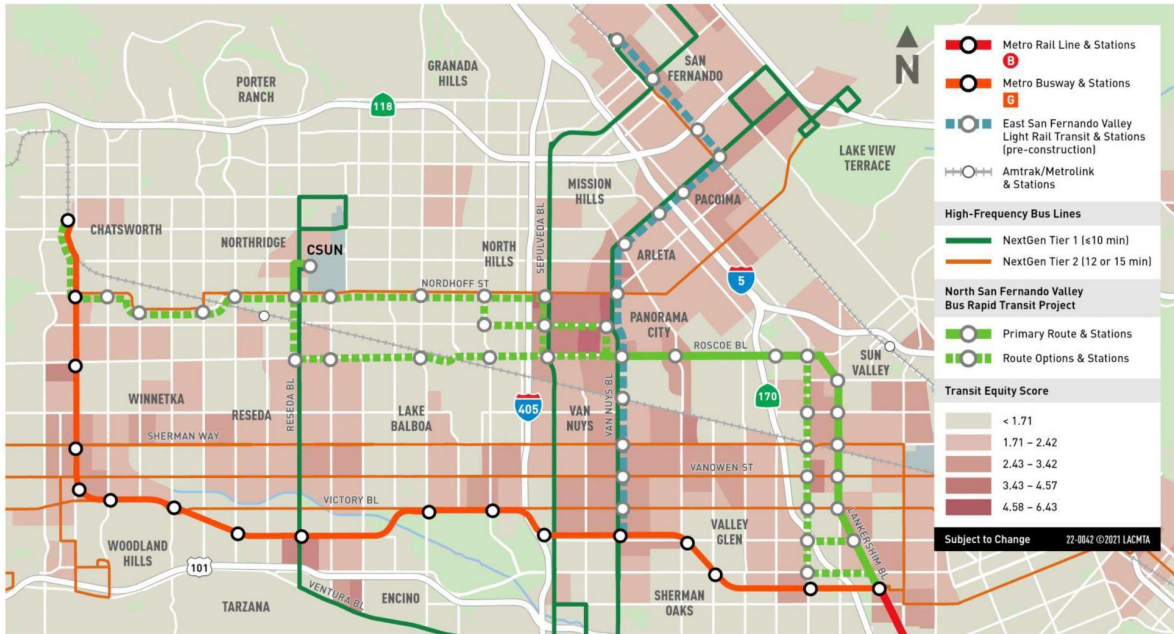 SAN
FERNANDO
GRANADA
HILLS
PORTER
RANCH
118
N
LAKE VIEW
TERRACE
MISSION
HILLS
PACOIMA
SEPULVEDA BL
CHATSWORTH
NORTHRIDGE
CSUN
NORTH
HILLS
ARLETA
NORDHOFF ST
5
PANORAMA
CITY
ROSCOE BL
SUN
VALLEY
WINNETKA
RESEDA
RESEDA BL
LAKE
BALBOA
405
VAN
NUYS
VAN NUYS BL
170
SHERMAN WAY
VANOWEN ST
VICTORY BL
LANKERSHIM BL
WOODLAND
HILLS
101
VALLEY
GLEN
TARZANA
VENTURA BL
ENCINO
SHERMAN
OAKS
Metro Rail Line & Stations
B
Metro Busway & Stations
G
East San Fernando Valley
Light Rail Transit & Stations
(pre-construction)
Amtrak/Metrolink
& Stations
High-Frequency Bus Lines
NextGen Tier 1 (≤10 min)
NextGen Tier 2 (12 or 15 min)
North San Fernando Valley
Bus Rapid Transit Project
Primary Route & Stations
Route Options & Stations
Transit Equity Score
< 1.71
1.71 – 2.42
2.43 – 3.42
3.43 – 4.57
4.58 – 6.43
Subject to Change 22-0042 ©2021 LACMTA